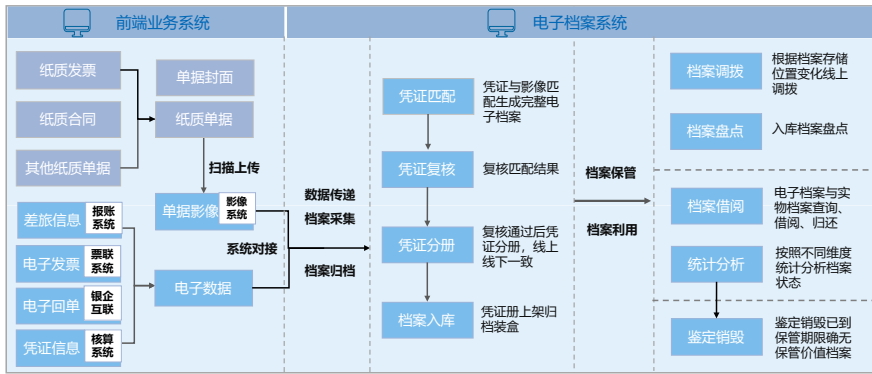 前端业务系统
电子档案系统
纸质发票
纸质合同
其他纸质单据
单据封面
纸质单据
扫描上传
差旅信息
报账
系统
电子发票
票联
系统
电子回单
银企
互联
凭证信息
核算
系统
单据影像
影像
系统
系统对接
电子数据
数据传递
档案采集
档案归档
凭证匹配
凭证与影像匹
配生成完整电
子档案
凭证复核
复核匹配结果
凭证分册
复核通过后凭
证分册，线上
线下一致
档案入库
凭证册上架归
档装盒
档案保管
档案利用
档案调拨
根据档案存储
位置变化线上
调拨
档案盘点
入库档案盘点
档案借阅
电子档案与实
物档案查询、
借阅、归还
统计分析
按照不同维度
统计分析档案
状态
鉴定销毁
鉴定销毁已到
保管期限确无
保管价值档案